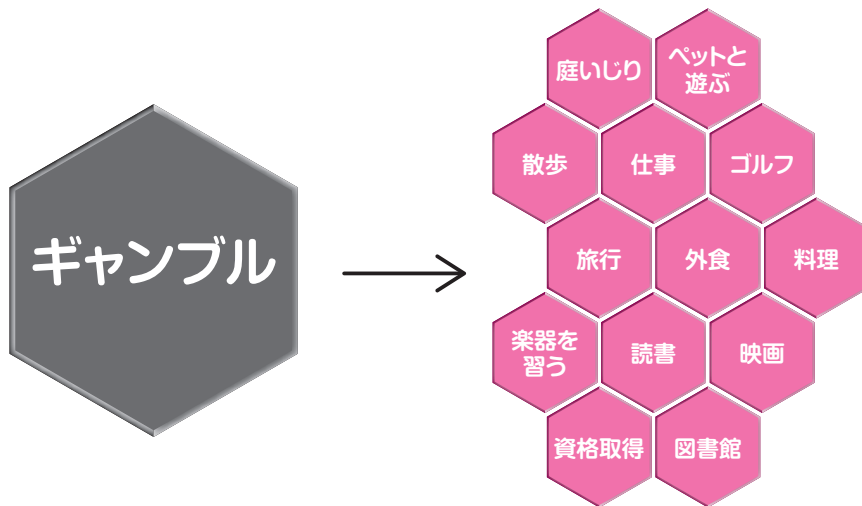 ギャンブル
庭いじり
ペットと
遊ぶ
散歩
仕事
ゴルフ
旅行
外食
料理
楽器を
習う
読書
映画
資格取得
図書館